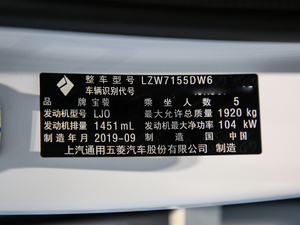 整车型号 LZW7155DW6
车辆识别代号
品牌 宝骏 乘坐人数 5
发动机型号 LJO 最大允许总质量 1920 kg
发动机排量 1451mL 发动机最大净功率 104 kW
制造年月 2019-09 制造国 中国
上汽通用五菱汽车股份有限公司 制造